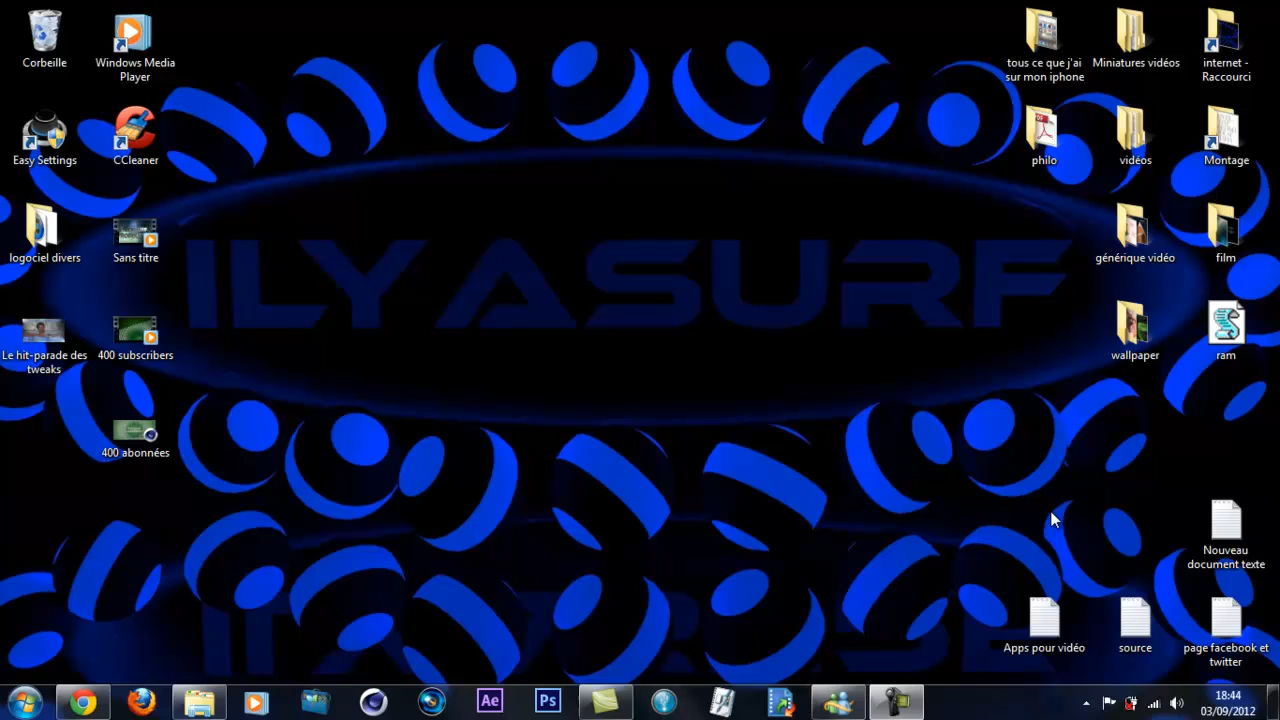 Corbeille
Windows Media
Player
tous ce que j'ai
sur mon iphone
Miniatures vidéos
internet -
Raccourci
Easy Settings
CCleaner
philo
vidéos
Montage
logociel divers
Sans titre
générique vidéo
film
ILYASURF
Le hit-parade des
tweaks
400 subscribers
wallpaper
ram
400 abonnées
Nouveau
document texte
Apps pour vidéo
source
page facebook et
twitter
Ae
Ps
18:44
03/09/2012